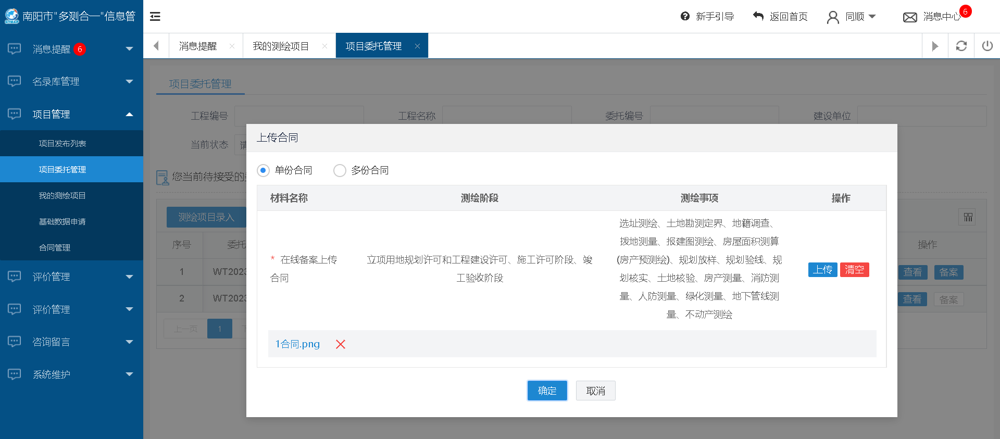 南阳市"多测合一"信息管
新手引导
返回首页
同顺
消息中心
6
消息提醒
我的测绘项目
项目委托管理
消息提醒
6
名录库管理
项目管理
项目发布列表
项目委托管理
我的测绘项目
基础数据申请
合同管理
评价管理
评价管理
咨询留言
系统维护
项目委托管理
工程编号
工程名称
委托编号
建设单位
当前状态
请
您当前待接受的
测绘项目录入
序号
委托
操作
1
WT2023
查看
备案
2
WT2023
查看
备案
上一页
1
下
上传合同
单份合同
多份合同
材料名称
测绘阶段
测绘事项
操作
* 在线备案上传
合同
立项用地规划许可和工程建设许可、施工许可阶段、竣
工验收阶段
选址测绘、土地勘测定界、地籍调查、
拨地测量、报建图测绘、房屋面积测算
(房产预测绘)、规划放样、规划验线、规
划核实、土地核验、房产测量、消防测
量、人防测量、绿化测量、地下管线测
量、不动产测绘
上传
清空
1合同.png
确定
取消